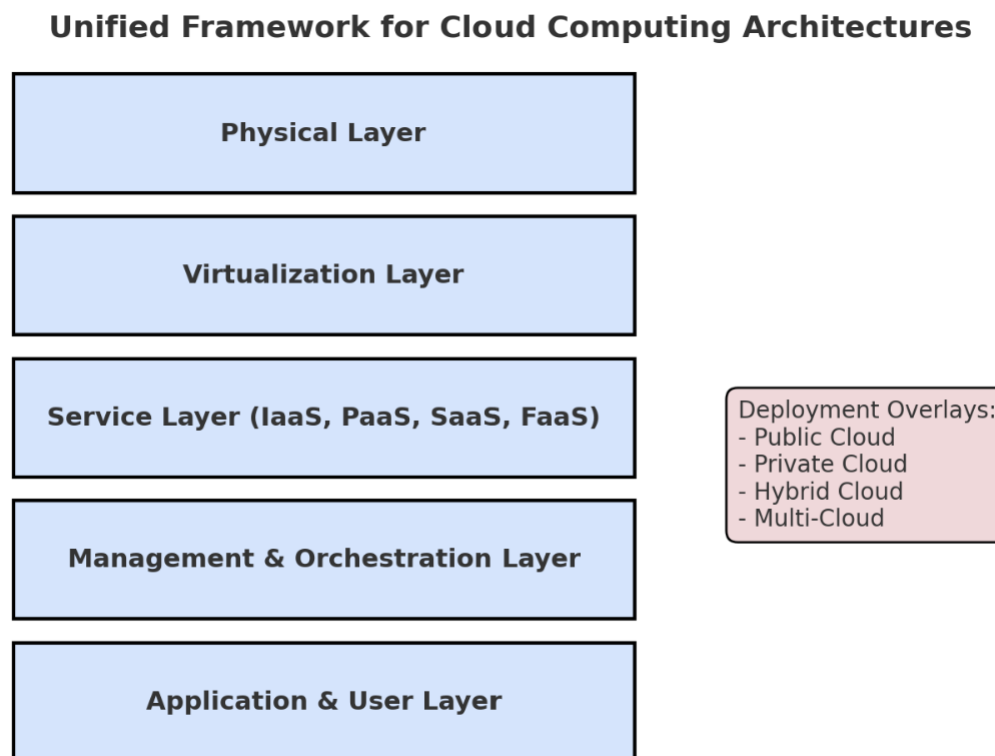 Unified Framework for Cloud Computing Architectures
Physical Layer
Virtualization Layer
Service Layer (IaaS, PaaS, SaaS, FaaS)
Management & Orchestration Layer
Application & User Layer
Deployment Overlays:
- Public Cloud
- Private Cloud
- Hybrid Cloud
- Multi-Cloud